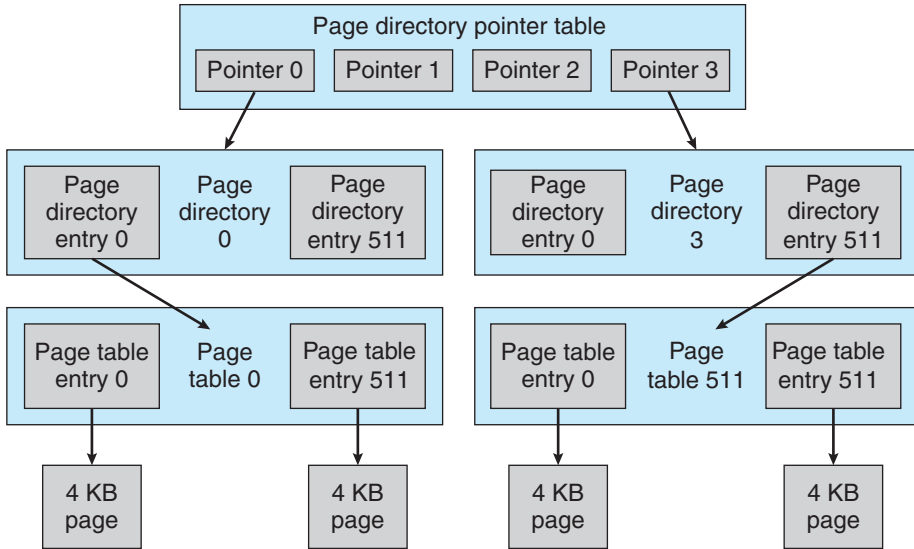 Page directory pointer table
Pointer 0
Pointer 1
Pointer 2
Pointer 3
Page
directory
entry 0
Page
directory
0
Page
directory
entry 511
Page
directory
entry 0
Page
directory
3
Page
directory
entry 511
Page table
entry 0
Page
table 0
Page table
entry 511
Page table
entry 0
Page
table 511
Page table
entry 511
4 KB
page
4 KB
page
4 KB
page
4 KB
page